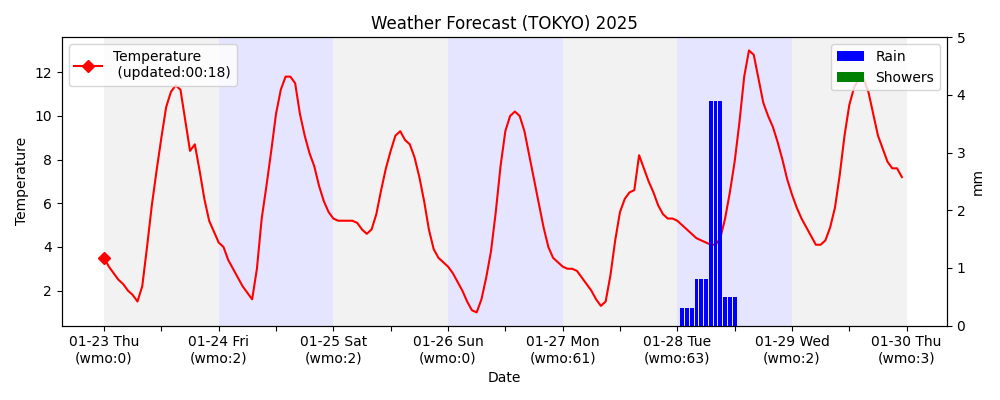 Weather Forecast (TOKYO) 2025
Temperature
(updated:00:18)
Rain
Showers
12
10
8
6
4
2
Temperature
5
4
3
2
1
0
mm
01-23 Thu
(wmo:0)
01-24 Fri
(wmo:2)
01-25 Sat
(wmo:2)
01-26 Sun
(wmo:0)
01-27 Mon
(wmo:61)
01-28 Tue
(wmo:63)
01-29 Wed
(wmo:2)
01-30 Thu
(wmo:3)
Date